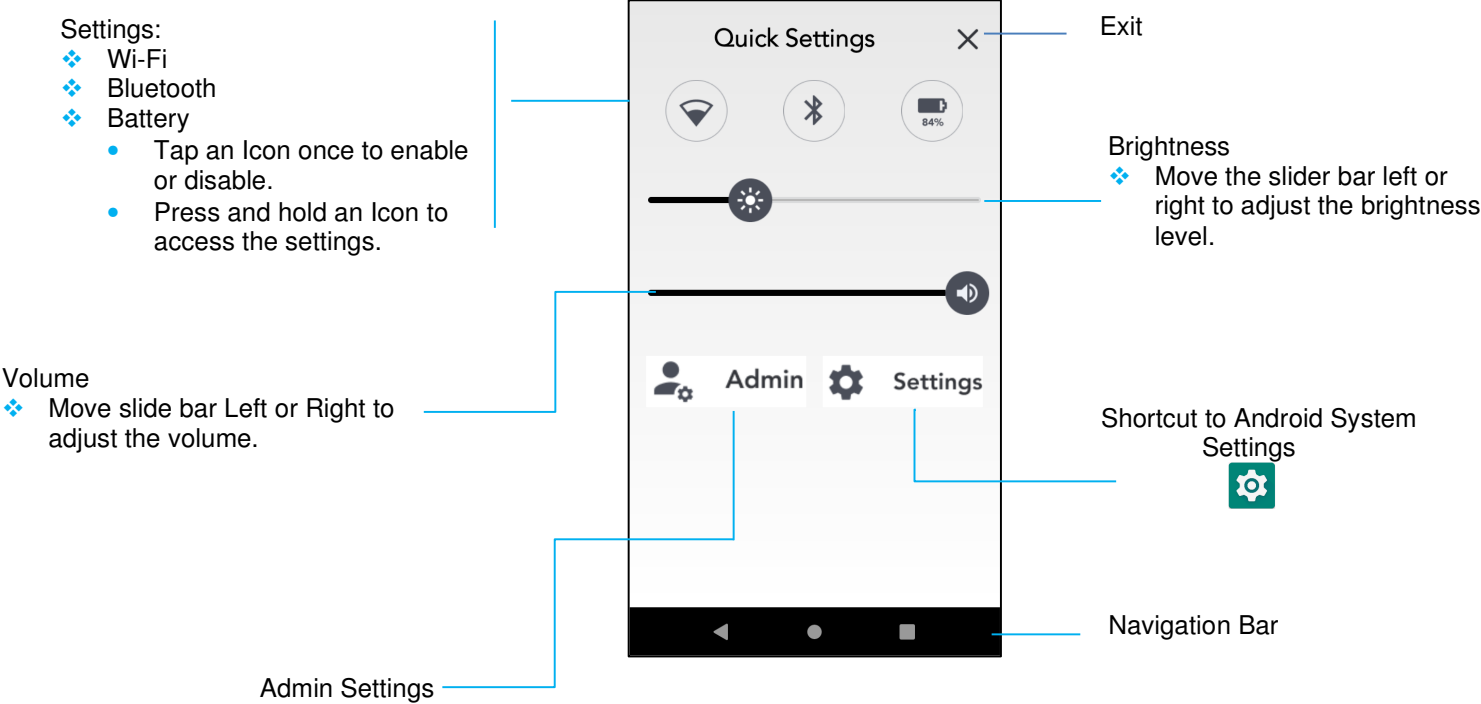 Settings:
❖ Wi-Fi
❖ Bluetooth
❖ Battery
• Tap an Icon once to enable
or disable.
• Press and hold an Icon to
access the settings.
Volume
❖ Move slide bar Left or Right to
adjust the volume.
Admin Settings
Quick Settings
84%
Admin
Settings
Exit
Brightness
❖ Move the slider bar left or
right to adjust the brightness
level.
Shortcut to Android System
Settings
Navigation Bar